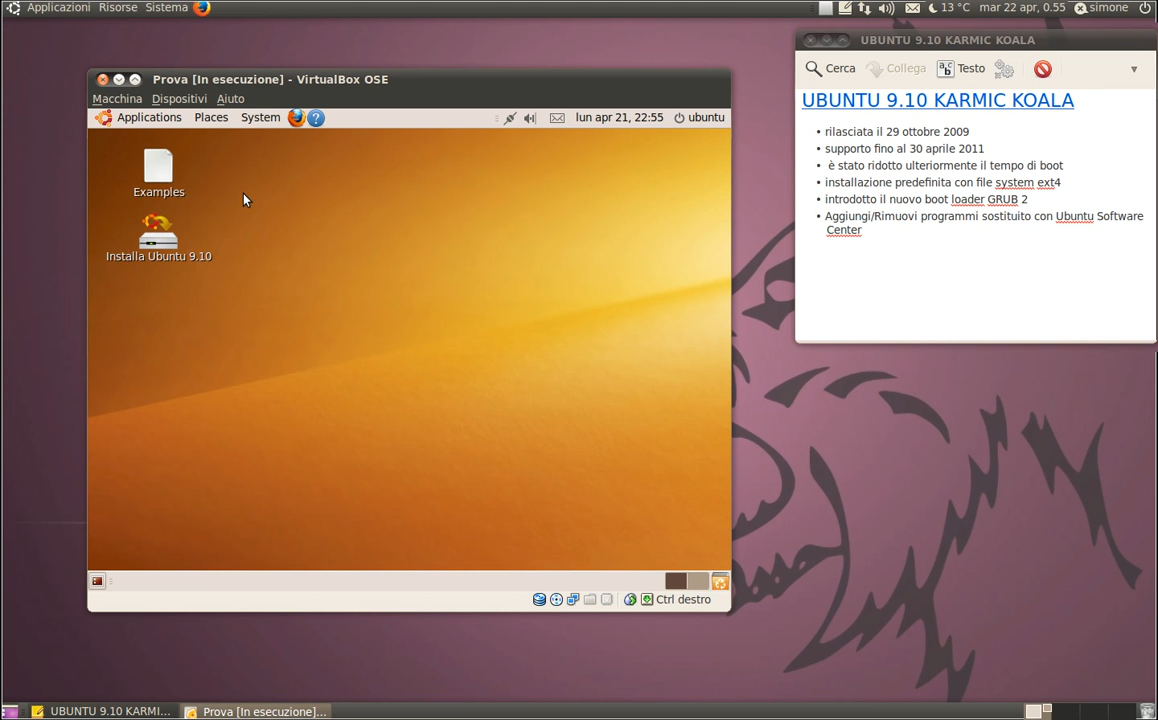 Applicazioni Risorse Sistema
13 °C mar 22 apr, 0.55 simone
Prova [In esecuzione] - VirtualBox OSE
Macchina Dispositivi Aiuto
Applications Places System
lun apr 21, 22:55 ubuntu
Examples
Installa Ubuntu 9.10
Ctrl destro
UBUNTU 9.10 KARMIC KOALA
Cerca Collega Testo
UBUNTU 9.10 KARMIC KOALA
• rilasciata il 29 ottobre 2009
• supporto fino al 30 aprile 2011
• è stato ridotto ulteriormente il tempo di boot
• installazione predefinita con file system ext4
• introdotto il nuovo boot loader GRUB 2
• Aggiungi/Rimuovi programmi sostituito con Ubuntu Software
Center
UBUNTU 9.10 KARMI... Prova [In esecuzione]...